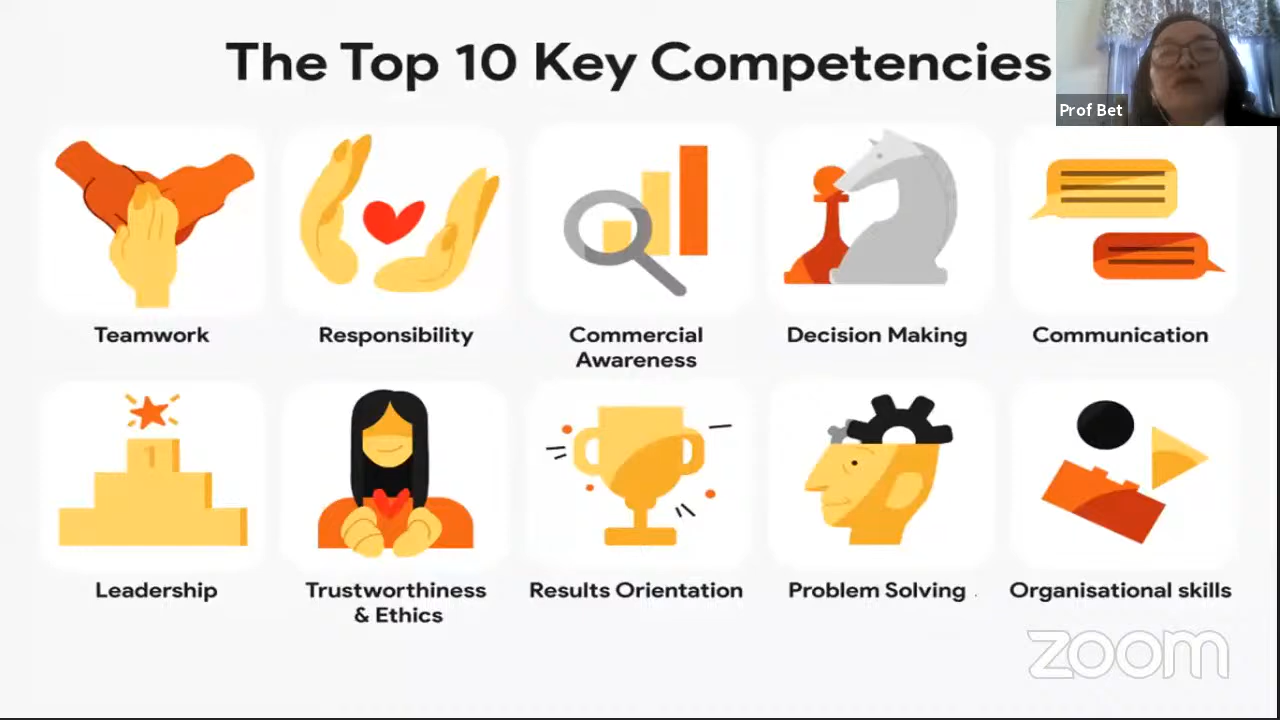 The Top 10 Key Competencies
Prof Bet
Teamwork
Responsibility
Commercial
Awareness
Decision Making
Communication
1
Leadership
Trustworthiness
& Ethics
Results Orientation
Problem Solving
Organisational skills
zoom